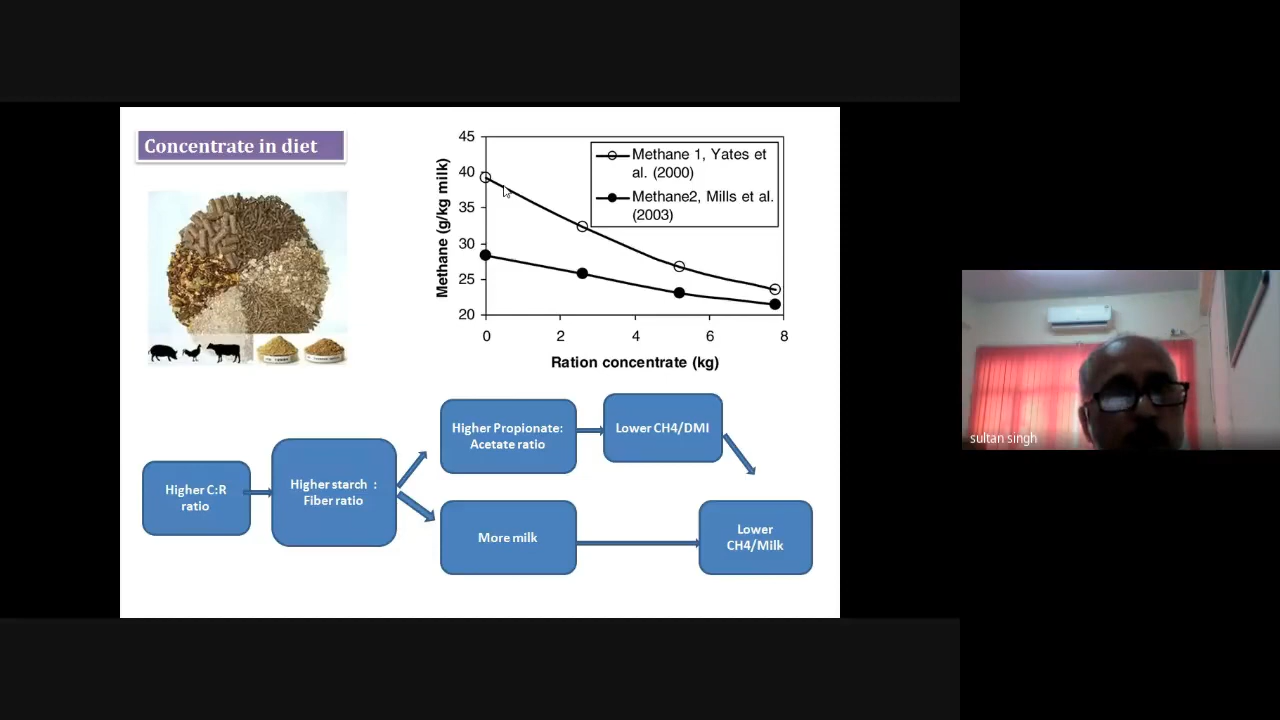 Concentrate in diet
45
40
35
30
25
20
Methane (g/kg milk)
Methane 1, Yates et
al. (2000)
Methane2, Mills et al.
(2003)
0
2
4
6
8
Ration concentrate (kg)
Higher C:R
ratio
Higher starch :
Fiber ratio
Higher Propionate:
Acetate ratio
Lower CH4/DMI
More milk
Lower
CH4/Milk
sultan singh